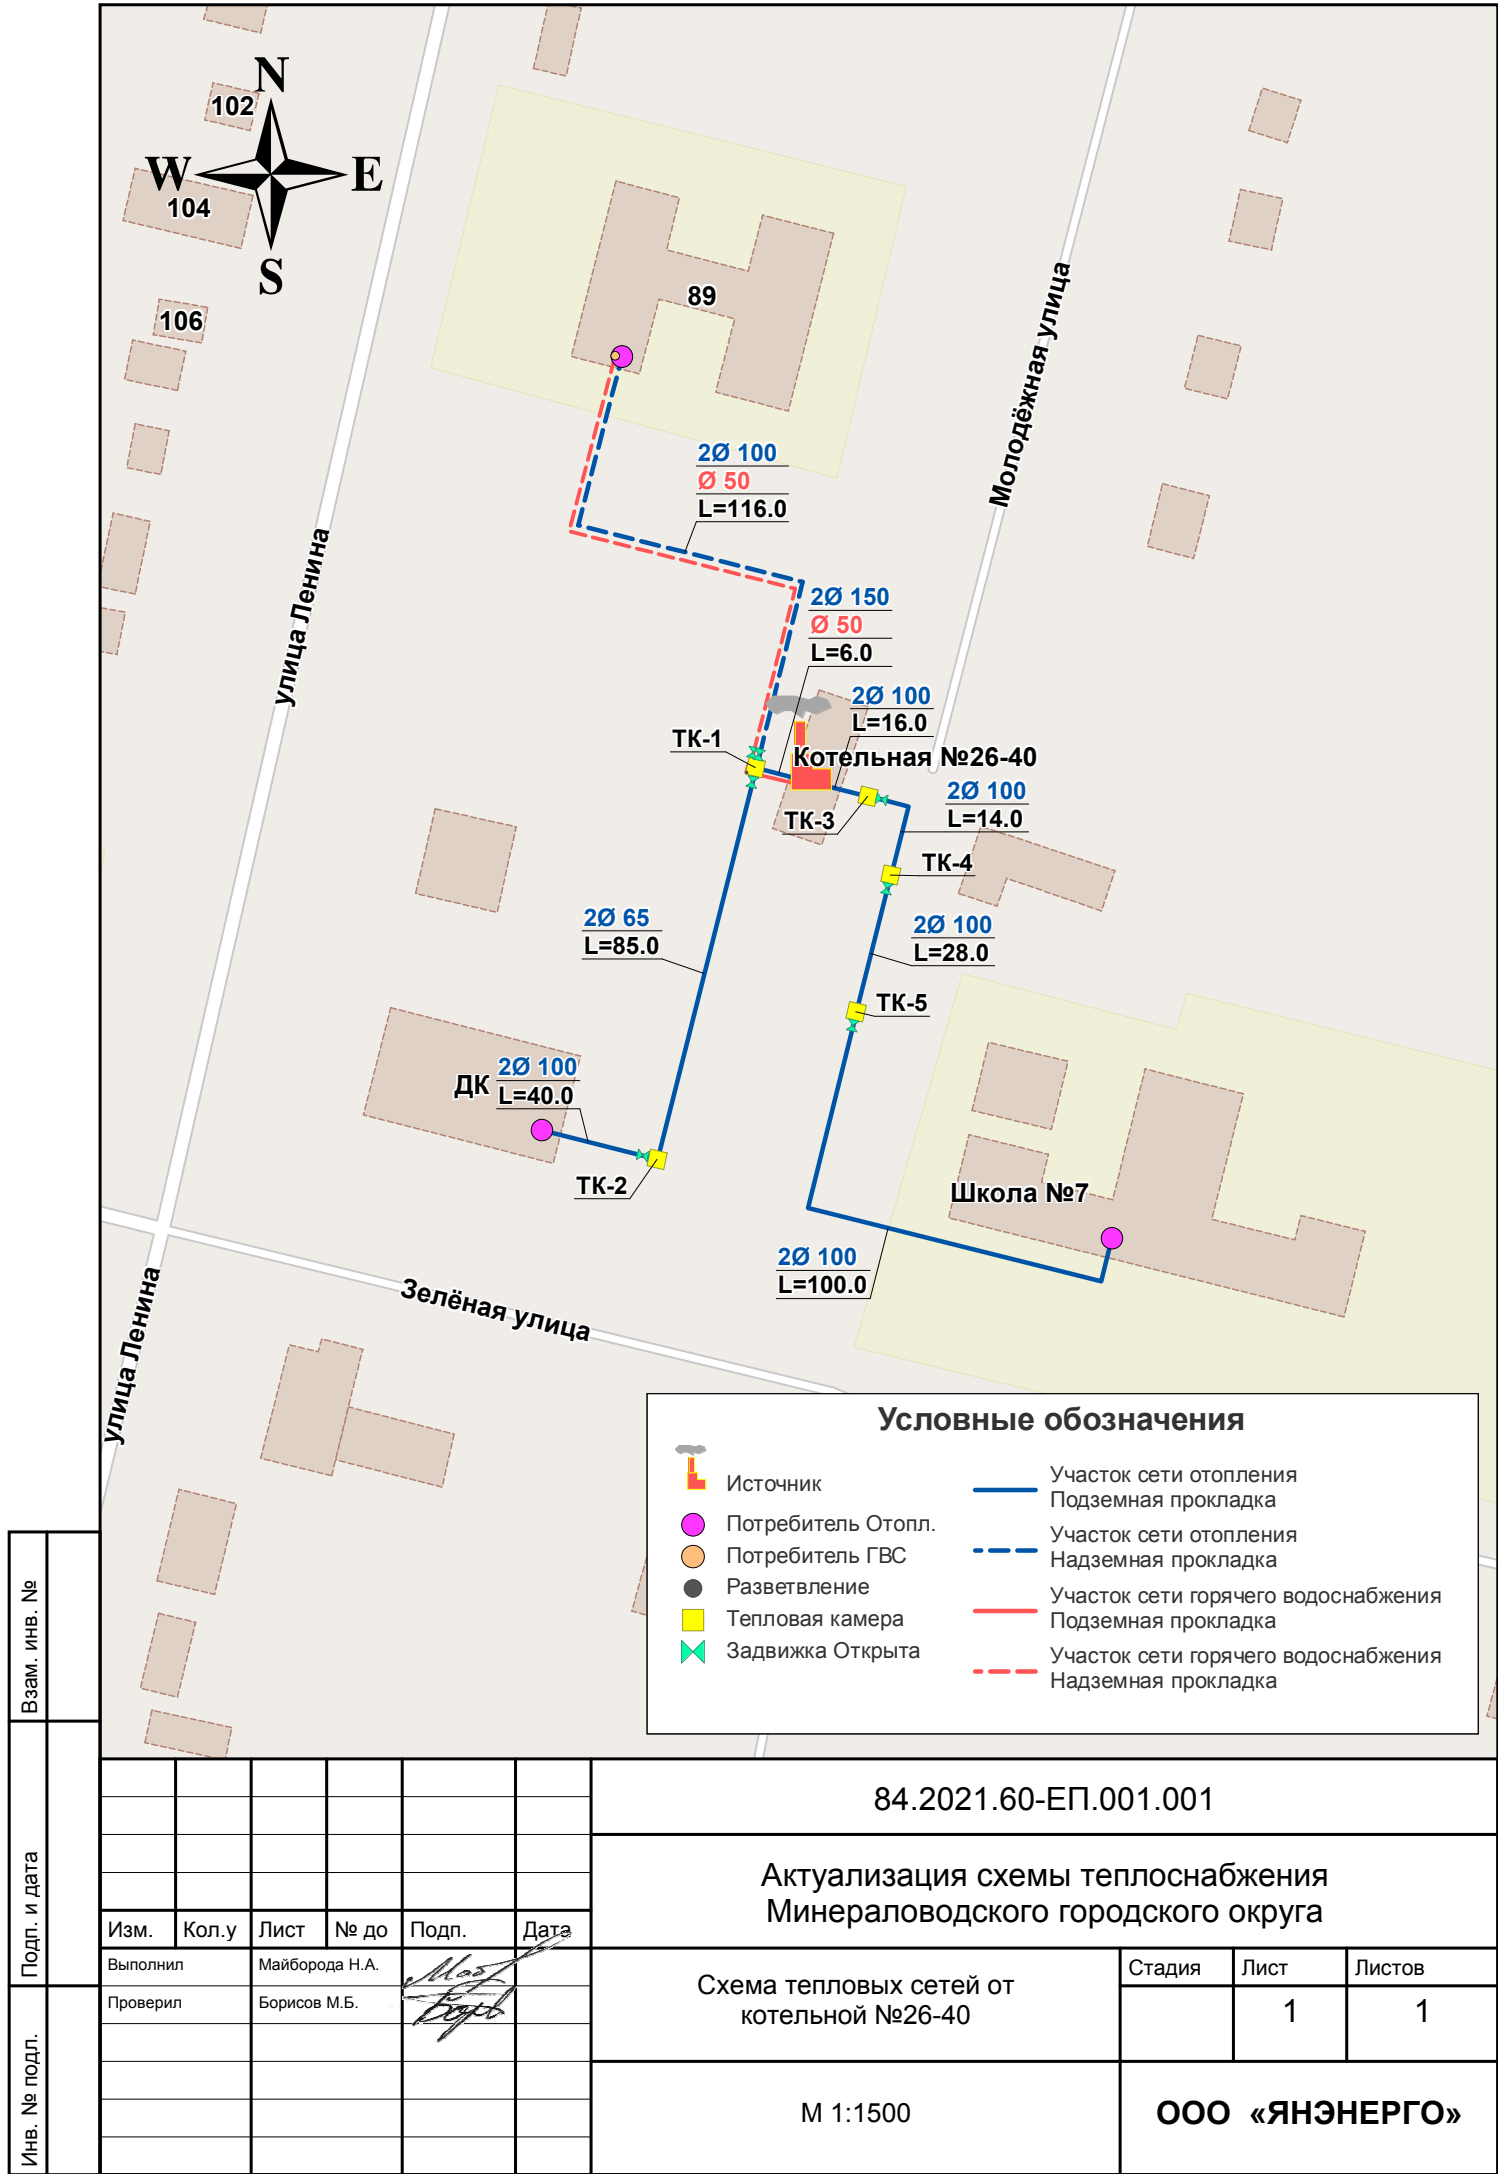 N
102
W
E
104
S
106
89
Молодёжная улица
2Ø 100
Ø 50
L=116.0
улица Ленина
2Ø 150
Ø 50
L=6.0
2Ø 100
L=16.0
ТК-1
Котельная №26-40
2Ø 100
L=14.0
ТК-3
ТК-4
2Ø 65
L=85.0
2Ø 100
L=28.0
ТК-5
ДК
2Ø 100
L=40.0
ТК-2
Школа №7
2Ø 100
L=100.0
Зелёная улица
улица Ленина
Условные обозначения
Источник
Потребитель Отопл.
Потребитель ГВС
Разветвление
Тепловая камера
Задвижка Открыта
Участок сети отопления
Подземная прокладка
Участок сети отопления
Надземная прокладка
Участок сети горячего водоснабжения
Подземная прокладка
Участок сети горячего водоснабжения
Надземная прокладка
Взам. инв. №
Подп. и дата
Инв. № подл.
84.2021.60-ЕП.001.001
Актуализация схемы теплоснабжения
Минераловодского городского округа
Изм. Кол.у Лист № до Подп. Дата
Выполнил Майборода Н.А.
Проверил Борисов М.Б.
Схема тепловых сетей от
котельной №26-40
Стадия Лист Листов
1 1
М 1:1500
ООО «ЯНЭНЕРГО»